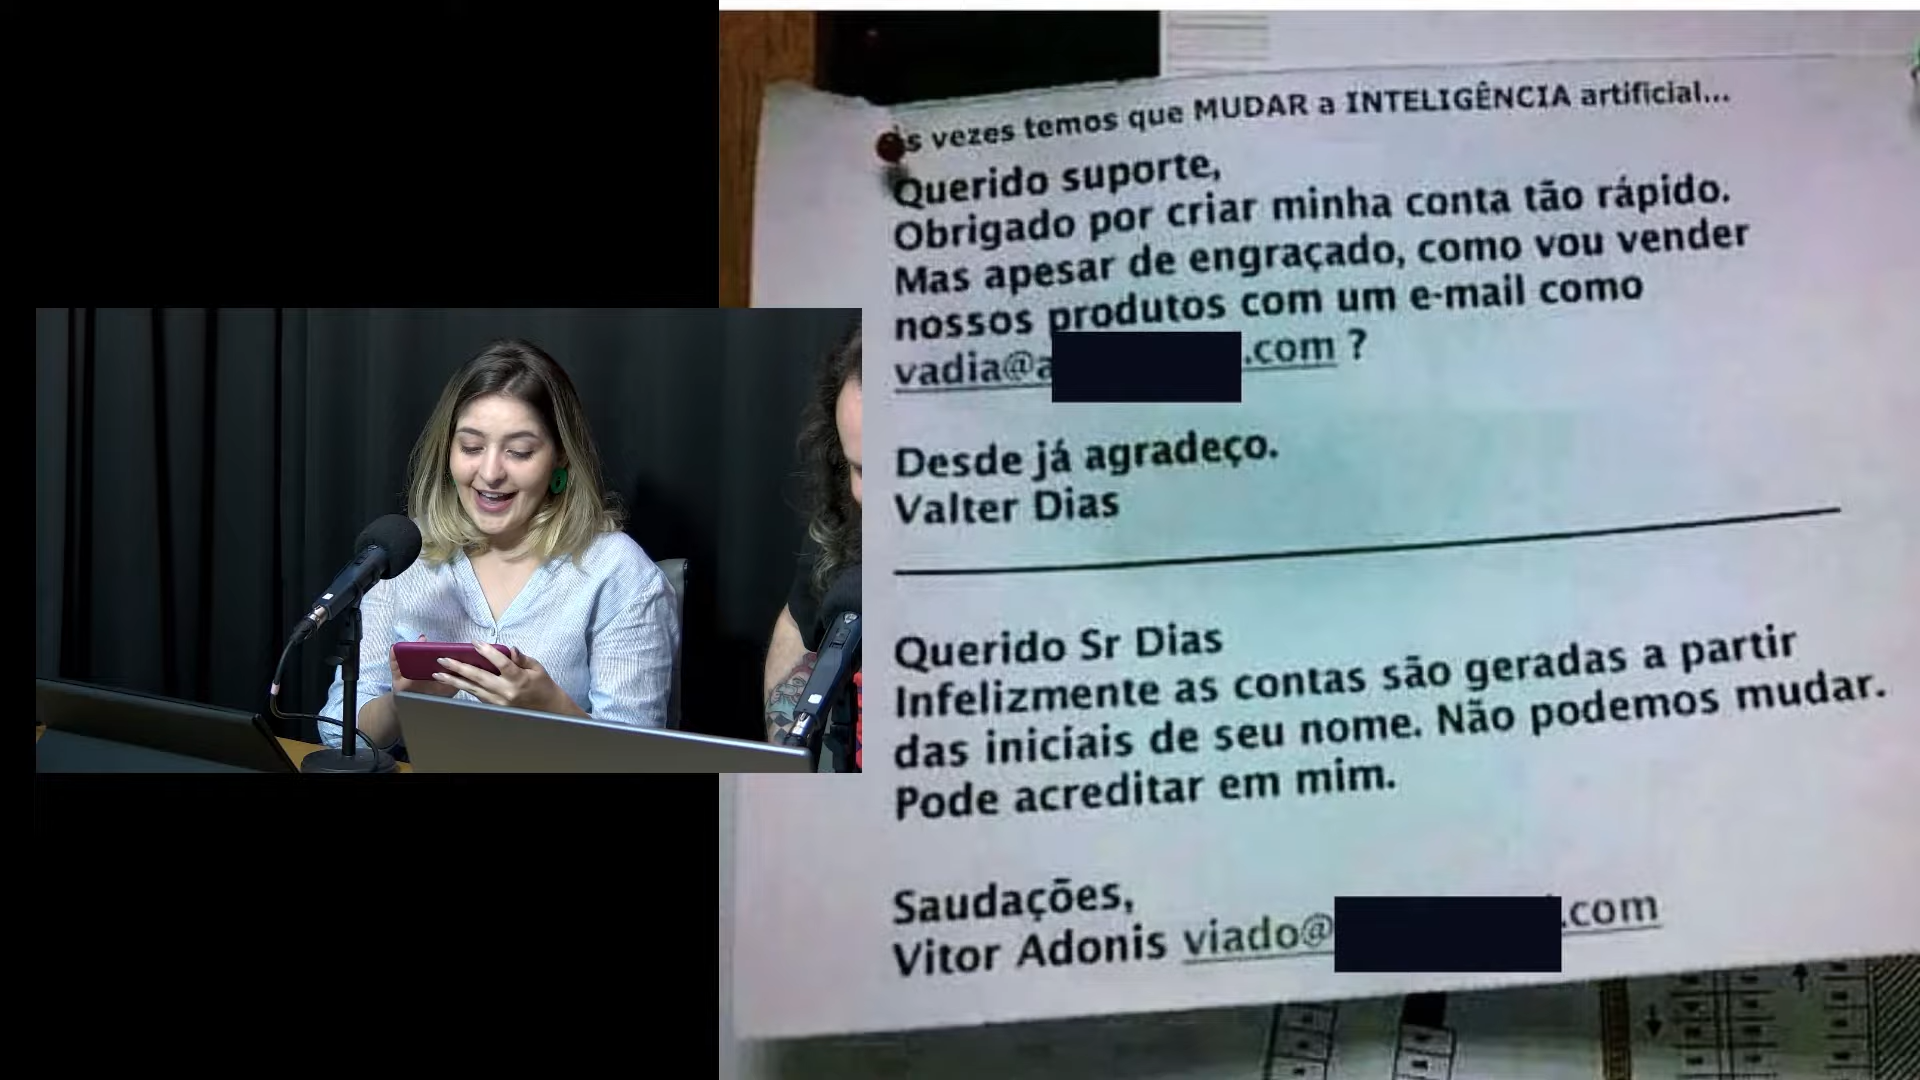 às vezes temos que MUDAR a INTELIGÊNCIA artificial...
Querido suporte,
Obrigado por criar minha conta tão rápido.
Mas apesar de engraçado, como vou vender
nossos produtos com um e-mail como
vadia@a .com ?
Desde já agradeço.
Valter Dias
Querido Sr Dias
Infelizmente as contas são geradas a partir
das iniciais de seu nome. Não podemos mudar.
Pode acreditar em mim.
Saudações,
Vitor Adonis viado@ .com